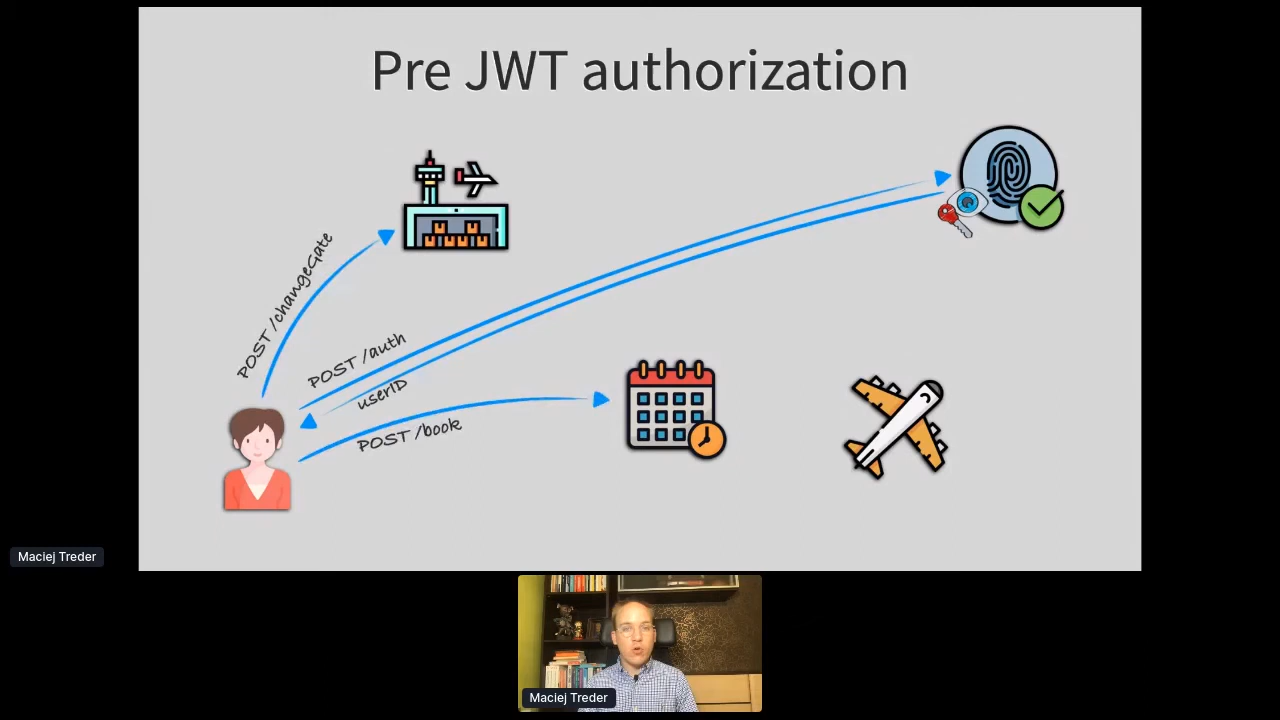 Pre JWT authorization
POST /changeGate
POST /auth
userID
POST /book
Maciej Treder
Maciej Treder